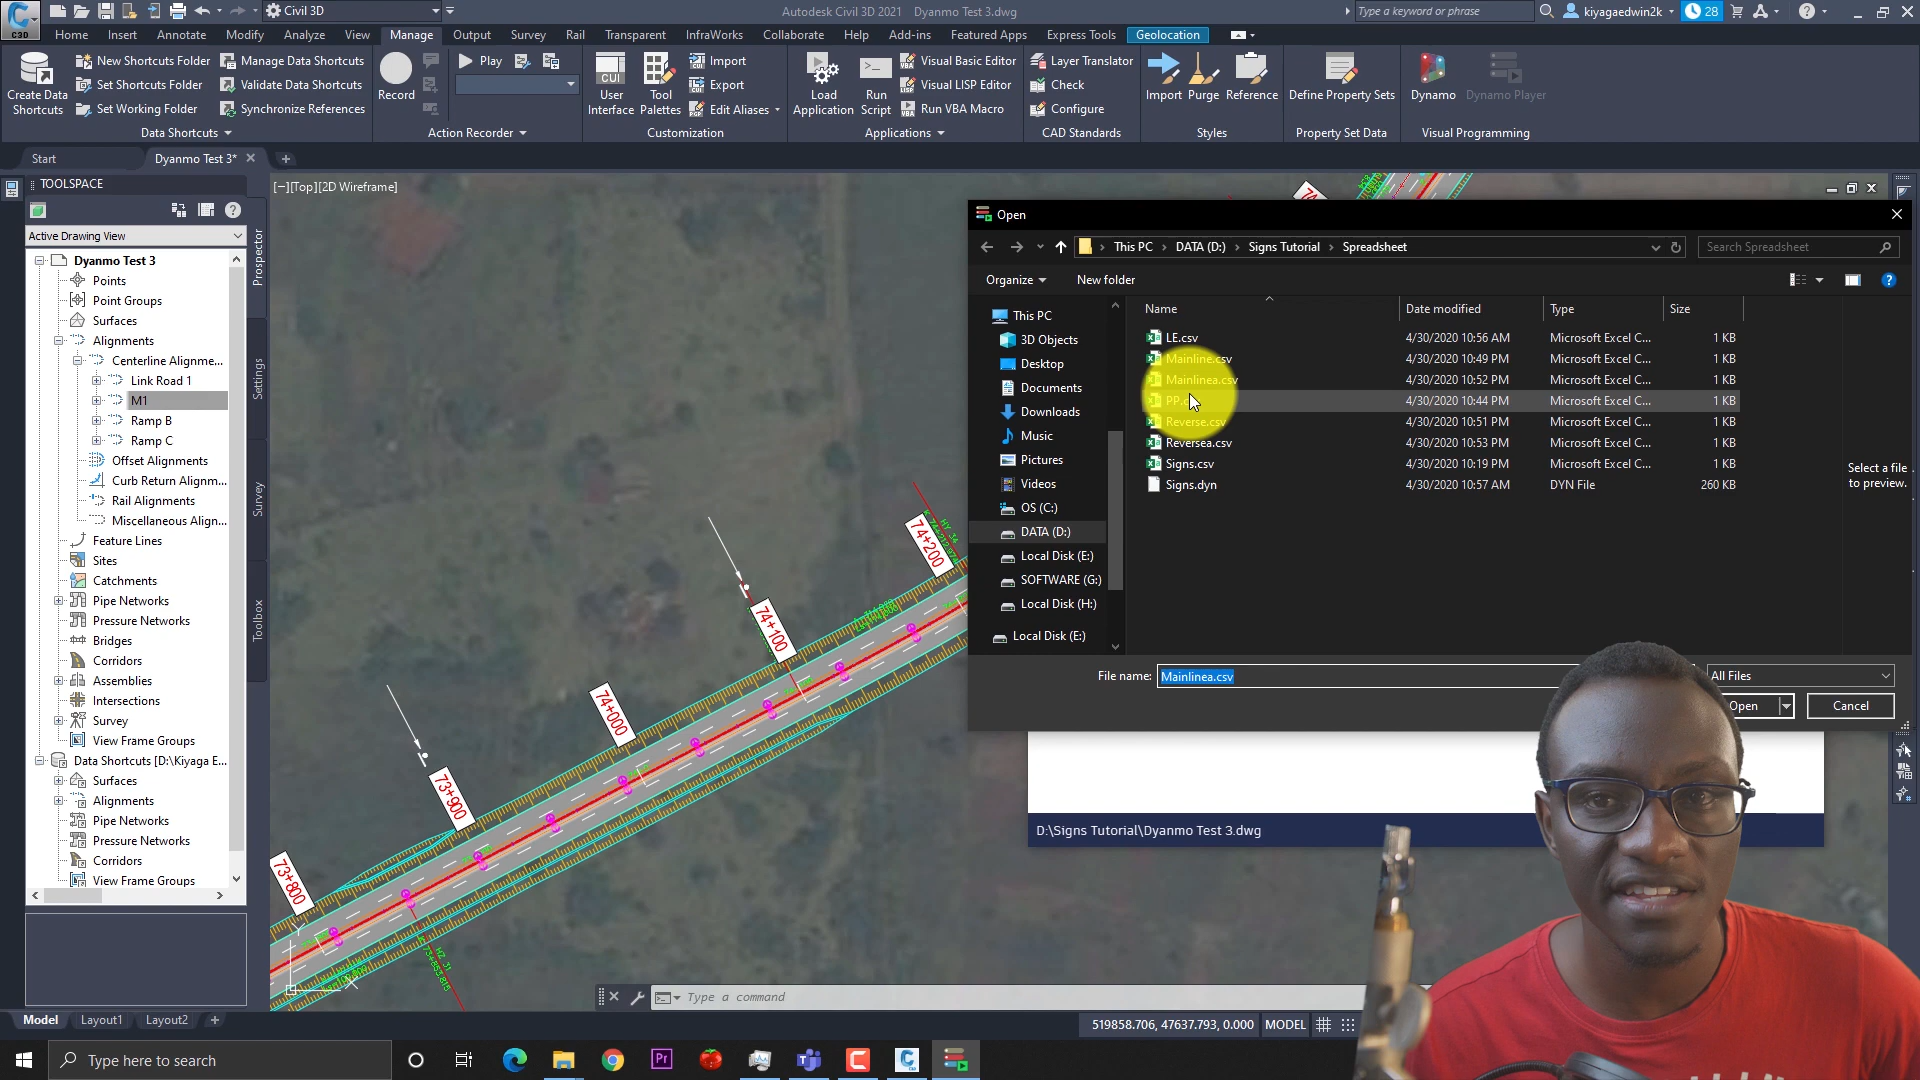 C3D
Civil 3D
Autodesk Civil 3D 2021 Dyanmo Test 3.dwg
Type a keyword or phrase
kiyagaedwin2k
28
Home Insert Annotate Modify Analyze View Manage Output Survey Rail Transparent InfraWorks Collaborate Help Add-ins Featured Apps Express Tools Geolocation
Create Data Shortcuts
New Shortcuts Folder
Set Shortcuts Folder
Set Working Folder
Manage Data Shortcuts
Validate Data Shortcuts
Synchronize References
Data Shortcuts
Record
Play
Action Recorder
CUI
User Interface
Tool Palettes
Import
Export
Edit Aliases
Customization
Load Application
Run Script
Visual Basic Editor
Visual LISP Editor
Run VBA Macro
Applications
Layer Translator
Check
Configure
CAD Standards
Import
Purge
Reference
Styles
Define Property Sets
Property Set Data
Dynamo
Dynamo Player
Visual Programming
Start
Dyanmo Test 3*
TOOLSPACE
Active Drawing View
Dyanmo Test 3
Points
Point Groups
Surfaces
Alignments
Centerline Alignme...
Link Road 1
M1
Ramp B
Ramp C
Offset Alignments
Curb Return Alignm...
Rail Alignments
Miscellaneous Align...
Feature Lines
Sites
Catchments
Pipe Networks
Pressure Networks
Bridges
Corridors
Assemblies
Intersections
Survey
View Frame Groups
Data Shortcuts [D:\Kiyaga E...
Surfaces
Alignments
Pipe Networks
Pressure Networks
Corridors
View Frame Groups
Prospector
Settings
Survey
Toolbox
[−][Top][2D Wireframe]
73+800
73+900
74+000
74+100
74+200
Open
This PC
DATA (D:)
Signs Tutorial
Spreadsheet
Search Spreadsheet
Organize
New folder
This PC
3D Objects
Desktop
Documents
Downloads
Music
Pictures
Videos
OS (C:)
DATA (D:)
Local Disk (E:)
SOFTWARE (G:)
Local Disk (H:)
Local Disk (E:)
Name Date modified Type Size
LE.csv 4/30/2020 10:56 AM Microsoft Excel C... 1 KB
Mainline.csv 4/30/2020 10:49 PM Microsoft Excel C... 1 KB
Mainlinea.csv 4/30/2020 10:52 PM Microsoft Excel C... 1 KB
4/30/2020 10:44 PM Microsoft Excel C... 1 KB
Reverse.csv 4/30/2020 10:51 PM Microsoft Excel C... 1 KB
Reversea.csv 4/30/2020 10:53 PM Microsoft Excel C... 1 KB
Signs.csv 4/30/2020 10:19 PM Microsoft Excel C... 1 KB
Signs.dyn 4/30/2020 10:57 AM DYN File 260 KB
Select a file
to preview.
File name: Mainlinea.csv
All Files
Open
Cancel
D:\Signs Tutorial\Dyanmo Test 3.dwg
Type a command
Model Layout1 Layout2
519858.706, 47637.793, 0.000 MODEL
Type here to search